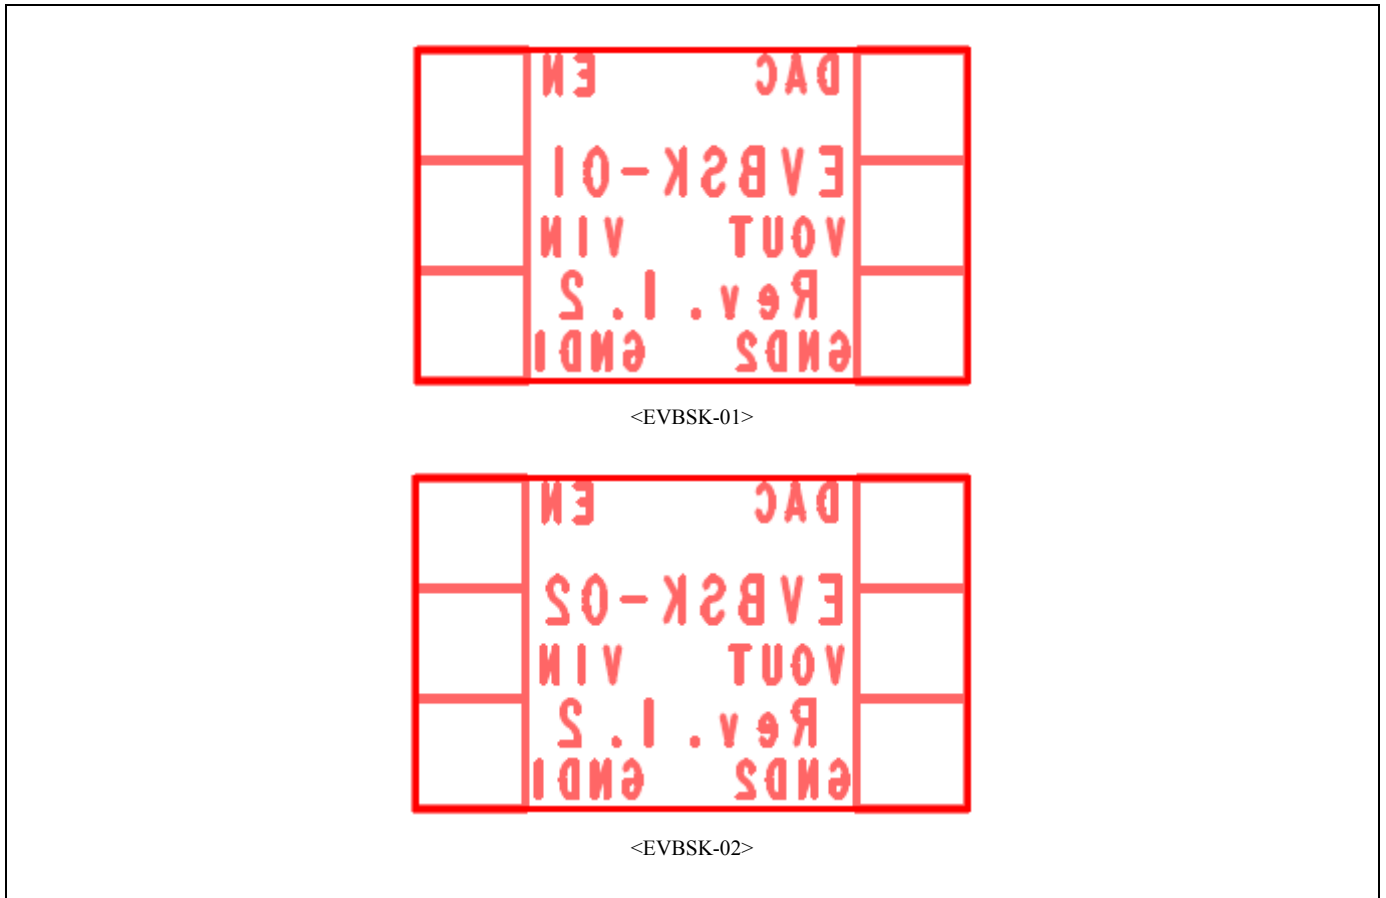 EN DAC
EVBSK-01
VIN VOUT
Rev.1.2
GND1 GND2
<EVBSK-01>
EN DAC
EVBSK-02
VIN VOUT
Rev.1.2
GND1 GND2
<EVBSK-02>